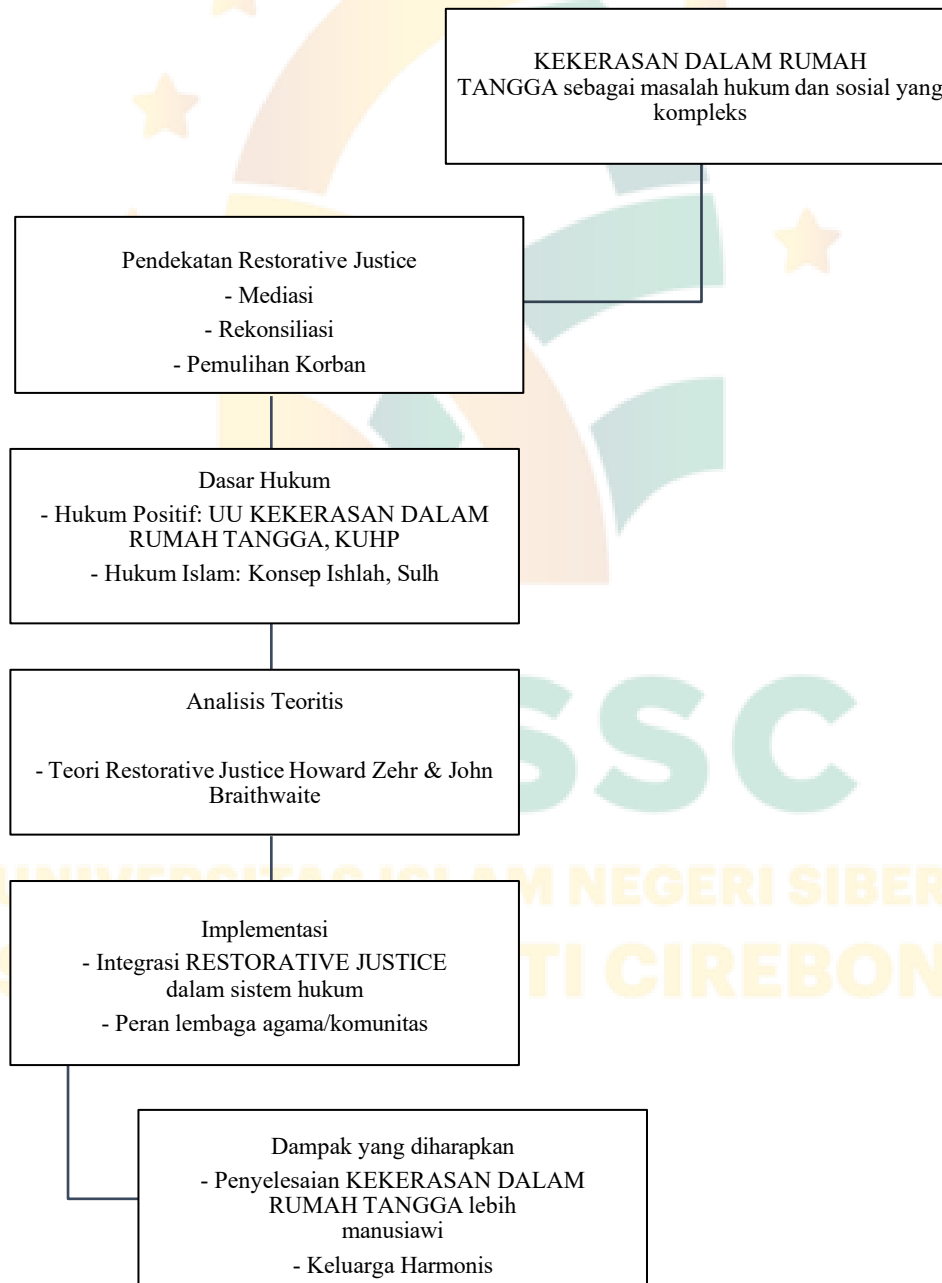 KEKERASAN DALAM RUMAH
TANGGA sebagai masalah hukum dan sosial yang
kompleks
Pendekatan Restorative Justice
- Mediasi
- Rekonsiliasi
- Pemulihan Korban
Dasar Hukum
- Hukum Positif: UU KEKERASAN DALAM
RUMAH TANGGA, KUHP
- Hukum Islam: Konsep Ishlah, Sulh
Analisis Teoritis
- Teori Restorative Justice Howard Zehr & John
Braithwaite
SSC
UNIVERSITAS ISLAM NEGERI SIBER
Implementasi
- Integrasi RESTORATIVE JUSTICE
dalam sistem hukum
- Peran lembaga agama/komunitas
TI CIREBON
Dampak yang diharapkan
- Penyelesaian KEKERASAN DALAM
RUMAH TANGGA lebih
manusiawi
- Keluarga Harmonis